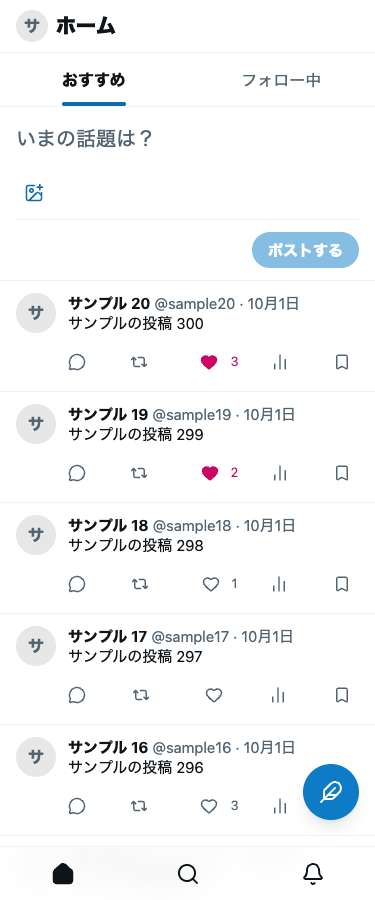 サ ホーム
おすすめ フォロー中
いまの話題は？
ポストする
サ サンプル 20 @sample20 · 10月1日
サンプルの投稿 300
3
サ サンプル 19 @sample19 · 10月1日
サンプルの投稿 299
2
サ サンプル 18 @sample18 · 10月1日
サンプルの投稿 298
1
サ サンプル 17 @sample17 · 10月1日
サンプルの投稿 297
サ サンプル 16 @sample16 · 10月1日
サンプルの投稿 296
3